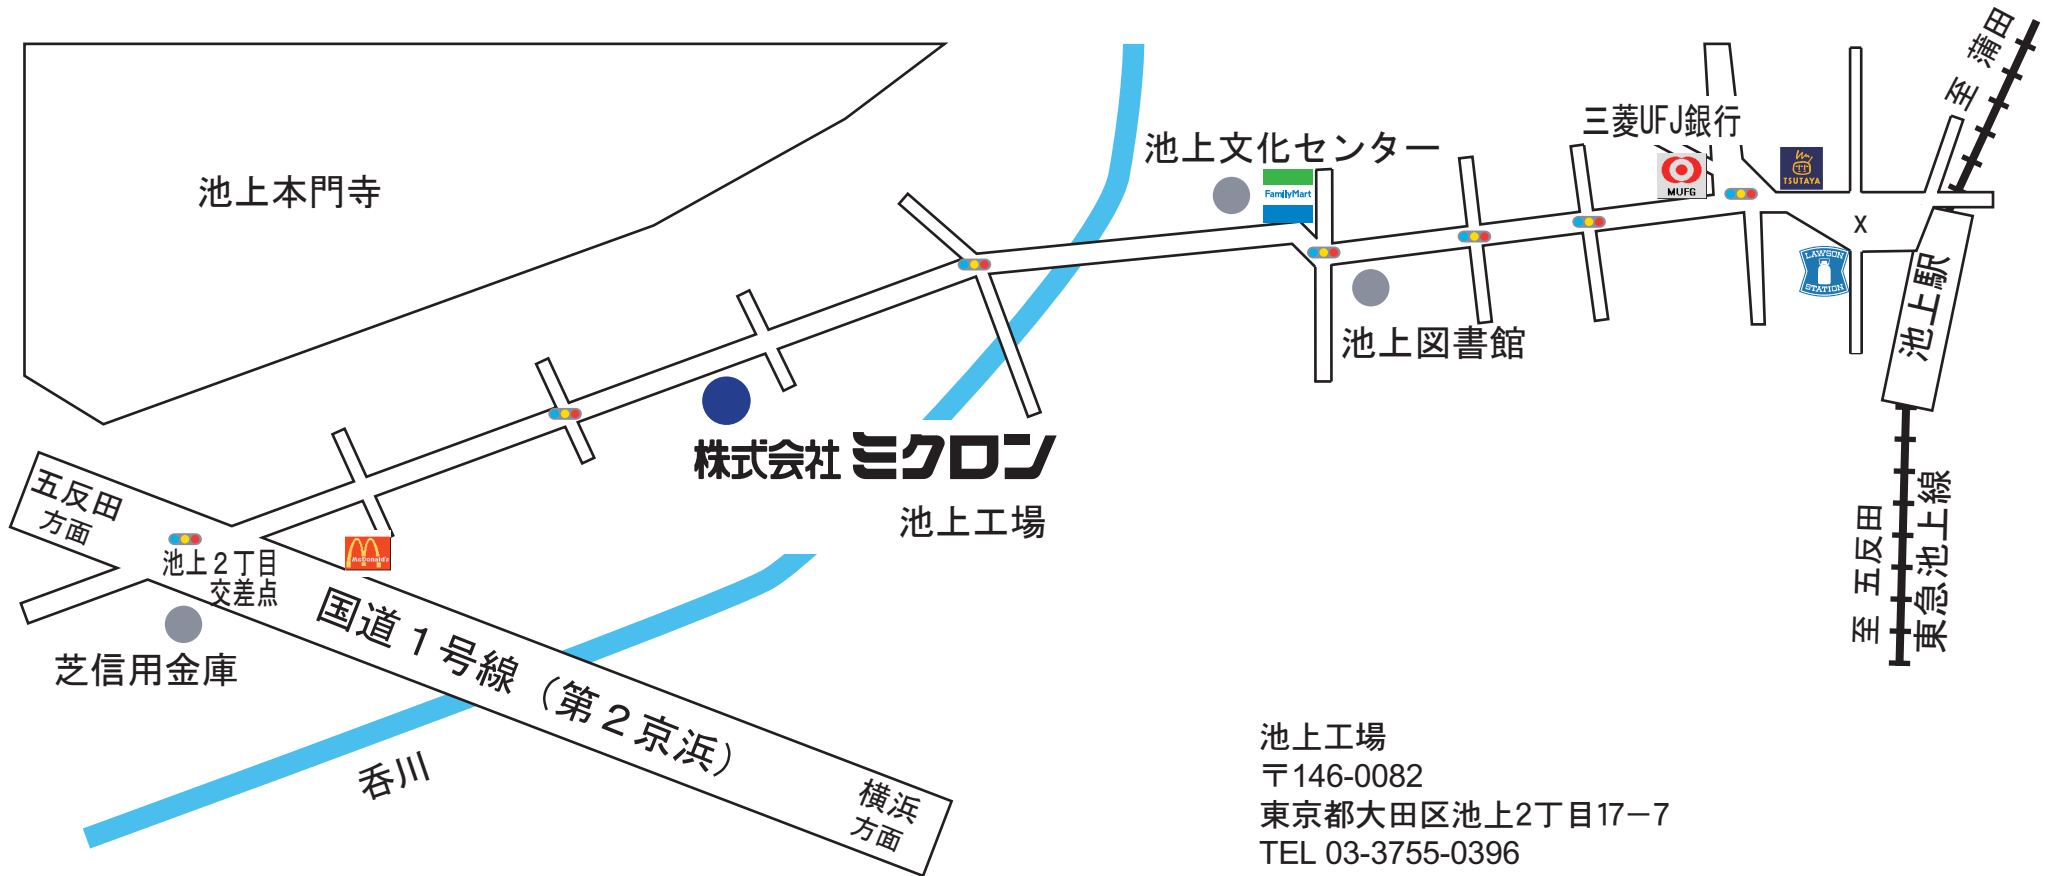 至 蒲田
三菱UFJ銀行
池上文化センター
FamilyMart
MUFG
TSUTAYA
池上本門寺
X
LAWSON
STATION
池上駅
池上図書館
株式会社 ミクロン
池上工場
五反田
方面
池上2丁目
交差点
McDonald's
国道1号線(第2京浜)
芝信用金庫
至 五反田
東急池上線
呑川
横浜
方面
池上工場
〒146-0082
東京都大田区池上2丁目17−7
TEL 03-3755-0396